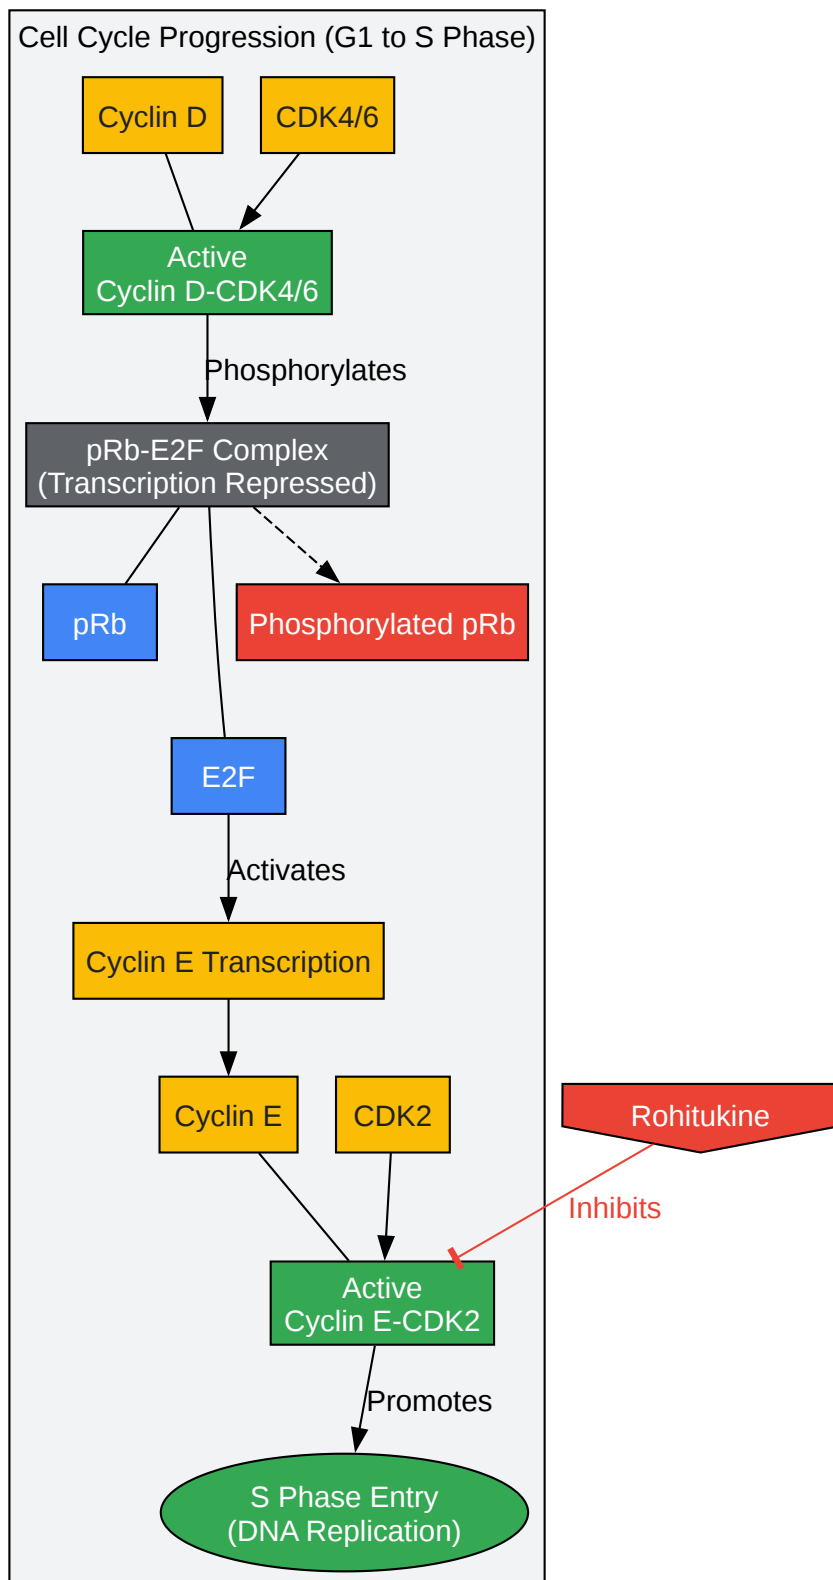 Cell Cycle Progression (G1 to S Phase)
Cyclin D
CDK4/6
Active
Cyclin D-CDK4/6
Phosphorylates
pRb-E2F Complex
(Transcription Repressed)
pRb
Phosphorylated pRb
E2F
Activates
Cyclin E Transcription
Cyclin E
CDK2
Rohitukine
Inhibits
Active
Cyclin E-CDK2
Promotes
S Phase Entry
(DNA Replication)